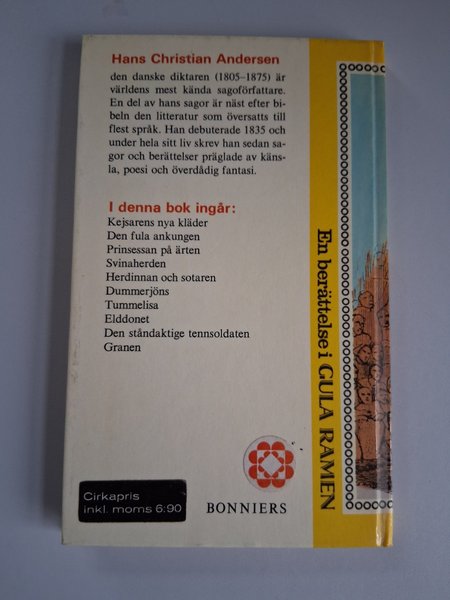 Hans Christian Andersen
den danske diktaren (1805–1875) är
världens mest kända sagoförfattare.
En del av hans sagor är näst efter bi-
beln den litteratur som översatts till
flest språk. Han debuterade 1835 och
under hela sitt liv skrev han sedan sa-
gor och berättelser präglade av käns-
la, poesi och överdådig fantasi.
I denna bok ingår:
Kejsarens nya kläder
Den fula ankungen
Prinsessan på ärten
Svinaherden
Herdinnan och sotaren
Dummerjöns
Tummelisa
Elddonet
Den ståndaktige tennsoldaten
Granen
Cirkapris
inkl. moms 6:90
BONNIERS
En berättelse i GULA RAMEN